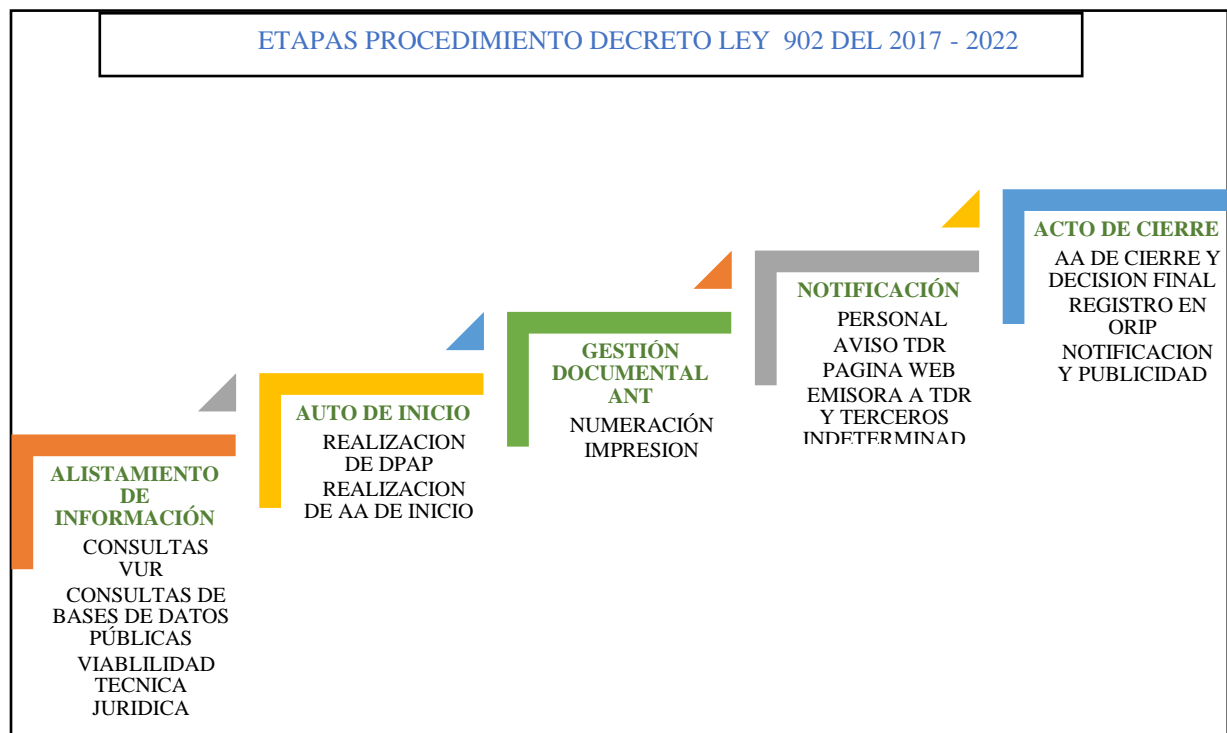 ETAPAS PROCEDIMIENTO DECRETO LEY 902 DEL 2017 - 2022
ALISTAMIENTO
DE
INFORMACIÓN
CONSULTAS
VUR
CONSULTAS DE
BASES DE DATOS
PÚBLICAS
VIABLILIDAD
TECNICA
JURIDICA
AUTO DE INICIO
REALIZACION
DE DPAP
REALIZACION
DE AA DE INICIO
GESTIÓN
DOCUMENTAL
ANT
NUMERACIÓN
IMPRESION
NOTIFICACIÓN
PERSONAL
AVISO TDR
PAGINA WEB
EMISORA A TDR
Y TERCEROS
INDETERMINAD
ACTO DE CIERRE
AA DE CIERRE Y
DECISION FINAL
REGISTRO EN
ORIP
NOTIFICACION
Y PUBLICIDAD